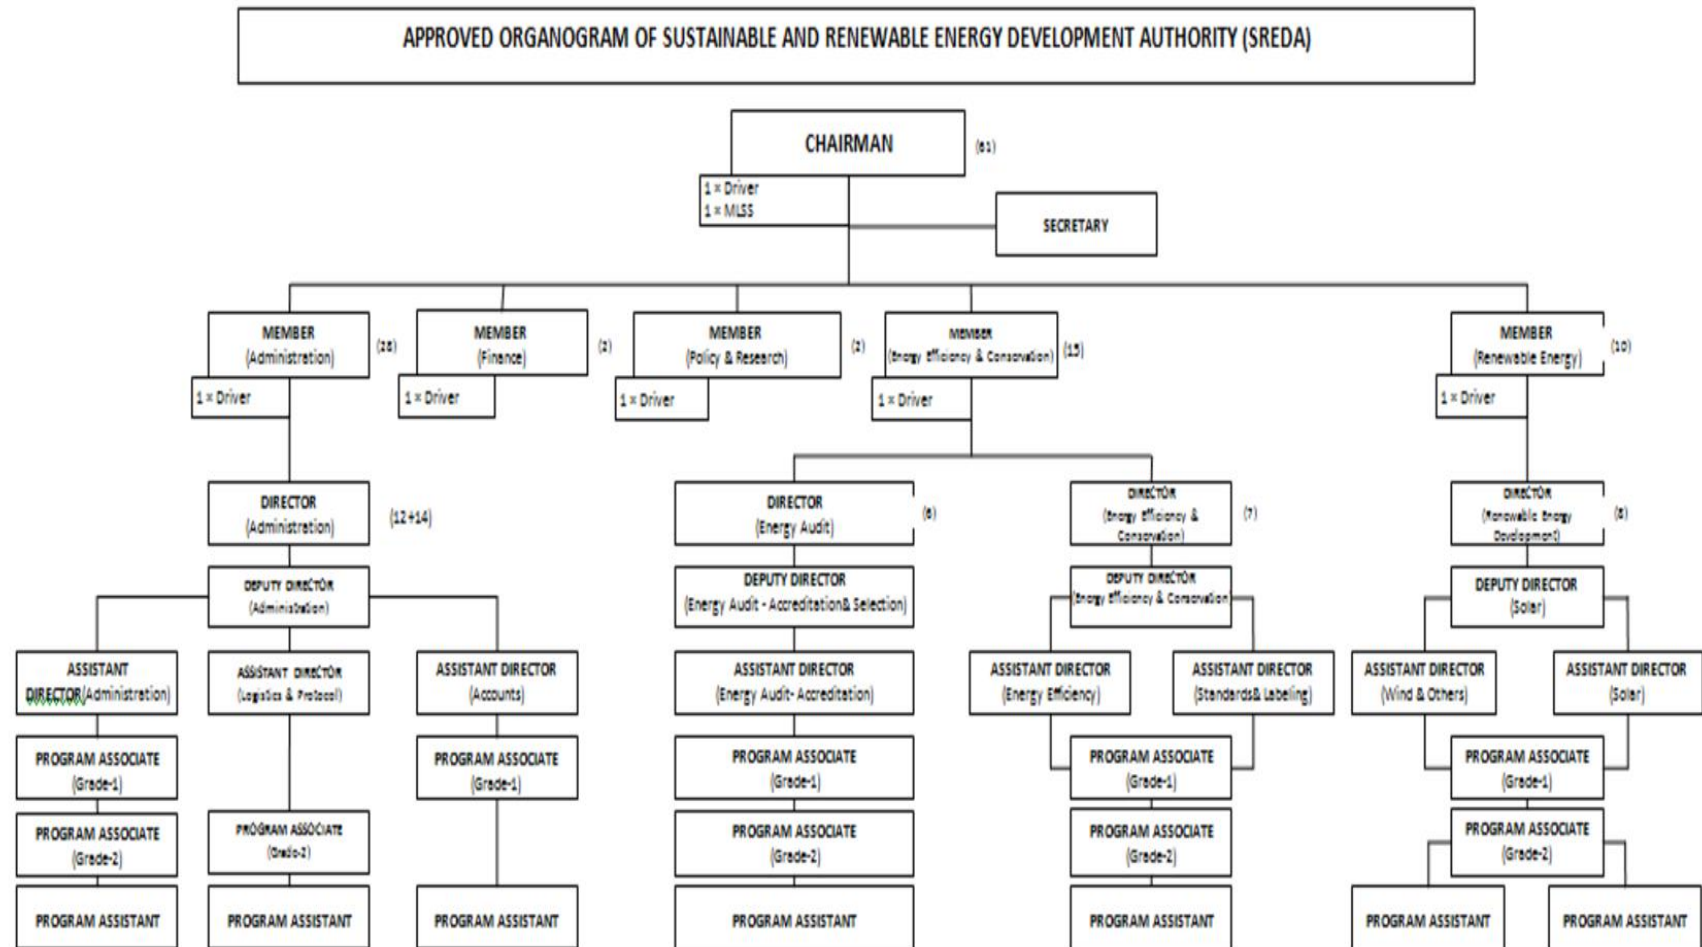 APPROVED ORGANOGRAM OF SUSTAINABLE AND RENEWABLE ENERGY DEVELOPMENT AUTHORITY (SREDA)
CHAIRMAN
(61)
1 × Driver
1 × MLSS
SECRETARY
MEMBER
(Administration)
(28)
1 × Driver
MEMBER
(Finance)
(2)
1 × Driver
MEMBER
(Policy & Research)
(2)
1 × Driver
MEMBER
(Energy Efficiency & Conservation)
(15)
1 × Driver
MEMBER
(Renewable Energy)
(10)
1 × Driver
DIRECTOR
(Administration)
(12+14)
DIRECTOR
(Energy Audit)
(6)
DIRECTOR
(Energy Efficiency &
Conservation)
(7)
DIRECTOR
(Renewable Energy
Development)
(8)
DEPUTY DIRECTOR
(Administration)
DEPUTY DIRECTOR
(Energy Audit - Accreditation& Selection)
DEPUTY DIRECTOR
(Energy Efficiency & Conservation
DEPUTY DIRECTOR
(Solar)
ASSISTANT
DIRECTOR(Administration)
ASSISTANT DIRECTOR
(Logistics & Protocol)
ASSISTANT DIRECTOR
(Accounts)
ASSISTANT DIRECTOR
(Energy Audit- Accreditation)
ASSISTANT DIRECTOR
(Energy Efficiency)
ASSISTANT DIRECTOR
(Standards& Labeling)
ASSISTANT DIRECTOR
(Wind & Others)
ASSISTANT DIRECTOR
(Solar)
PROGRAM ASSOCIATE
(Grade-1)
PROGRAM ASSOCIATE
(Grade-1)
PROGRAM ASSOCIATE
(Grade-1)
PROGRAM ASSOCIATE
(Grade-1)
PROGRAM ASSOCIATE
(Grade-1)
PROGRAM ASSOCIATE
(Grade-2)
PROGRAM ASSOCIATE
(Grade-2)
PROGRAM ASSOCIATE
(Grade-2)
PROGRAM ASSOCIATE
(Grade-2)
PROGRAM ASSOCIATE
(Grade-2)
PROGRAM ASSISTANT
PROGRAM ASSISTANT
PROGRAM ASSISTANT
PROGRAM ASSISTANT
PROGRAM ASSISTANT
PROGRAM ASSISTANT
PROGRAM ASSISTANT